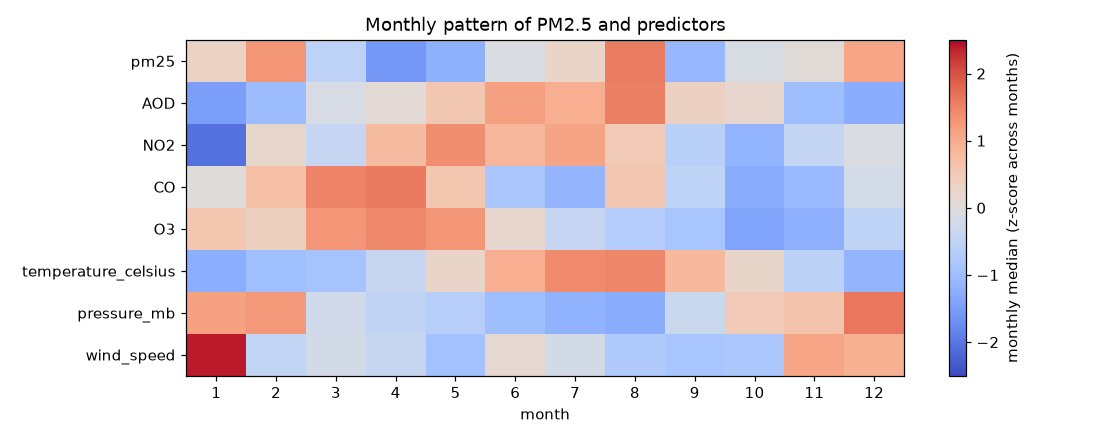 Monthly pattern of PM2.5 and predictors
pm25
AOD
NO2
CO
O3
temperature_celsius
pressure_mb
wind_speed
1 2 3 4 5 6 7 8 9 10 11 12
month
2
1
0
−1
−2
monthly median (z-score across months)